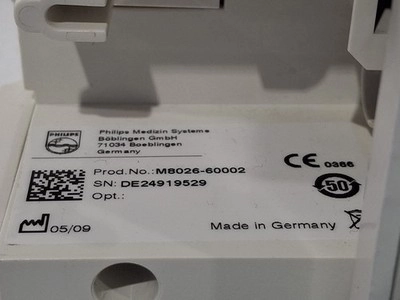 PHILIPS
Philips Medizin Systeme
Böblingen GmbH
71034 Boeblingen
Germany
Prod.No.: M8026-60002
SN: DE24919529
Opt.:
05/09
CE 0366
50
Made in Germany